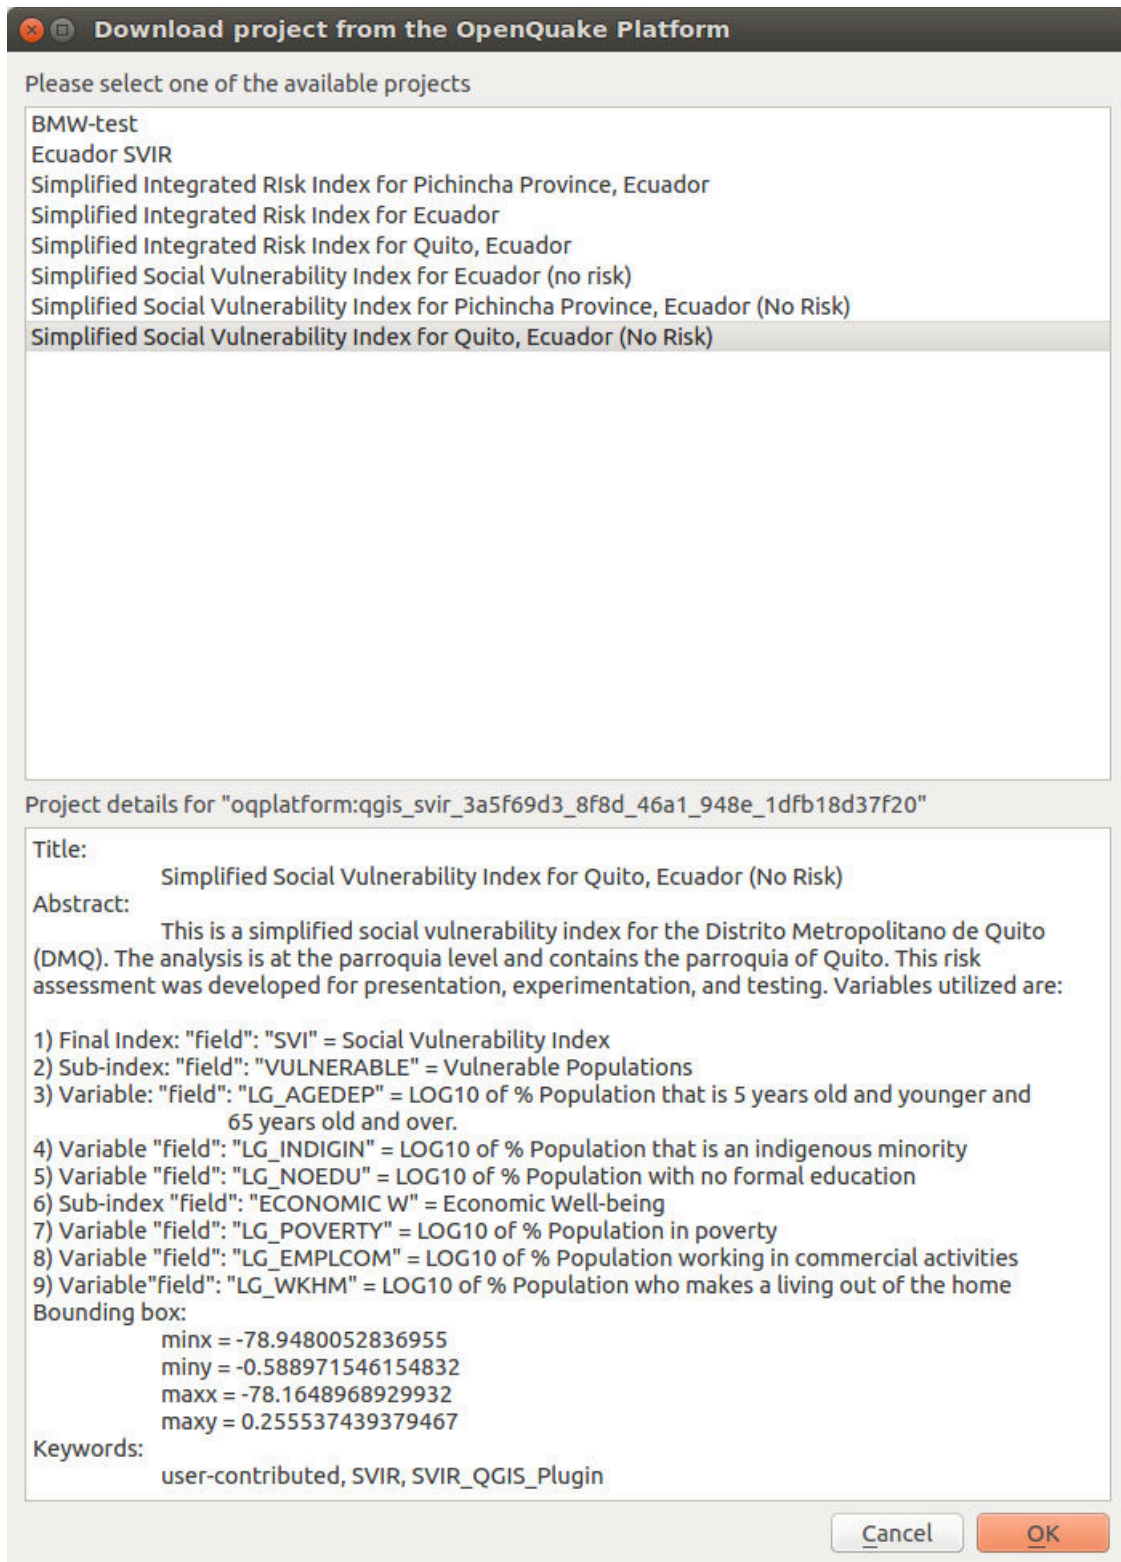 Download project from the OpenQuake Platform
Please select one of the available projects
BMW-test
Ecuador SVIR
Simplified Integrated RIsk Index for Pichincha Province, Ecuador
Simplified Integrated Risk Index for Ecuador
Simplified Integrated Risk Index for Quito, Ecuador
Simplified Social Vulnerability Index for Ecuador (no risk)
Simplified Social Vulnerability Index for Pichincha Province, Ecuador (No Risk)
Simplified Social Vulnerability Index for Quito, Ecuador (No Risk)
Project details for "oqplatform:qgis_svir_3a5f69d3_8f8d_46a1_948e_1dfb18d37f20"
Title:
Simplified Social Vulnerability Index for Quito, Ecuador (No Risk)
Abstract:
This is a simplified social vulnerability index for the Distrito Metropolitano de Quito
(DMQ). The analysis is at the parroquia level and contains the parroquia of Quito. This risk
assessment was developed for presentation, experimentation, and testing. Variables utilized are:
1) Final Index: "field": "SVI" = Social Vulnerability Index
2) Sub-index: "field": "VULNERABLE" = Vulnerable Populations
3) Variable: "field": "LG_AGEDEP" = LOG10 of % Population that is 5 years old and younger and
65 years old and over.
4) Variable "field": "LG_INDIGIN" = LOG10 of % Population that is an indigenous minority
5) Variable "field": "LG_NOEDU" = LOG10 of % Population with no formal education
6) Sub-index "field": "ECONOMIC W" = Economic Well-being
7) Variable "field": "LG_POVERTY" = LOG10 of % Population in poverty
8) Variable "field": "LG_EMPLCOM" = LOG10 of % Population working in commercial activities
9) Variable"field": "LG_WKHM" = LOG10 of % Population who makes a living out of the home
Bounding box:
minx = -78.9480052836955
miny = -0.588971546154832
maxx = -78.1648968929932
maxy = 0.255537439379467
Keywords:
user-contributed, SVIR, SVIR_QGIS_Plugin
Cancel OK